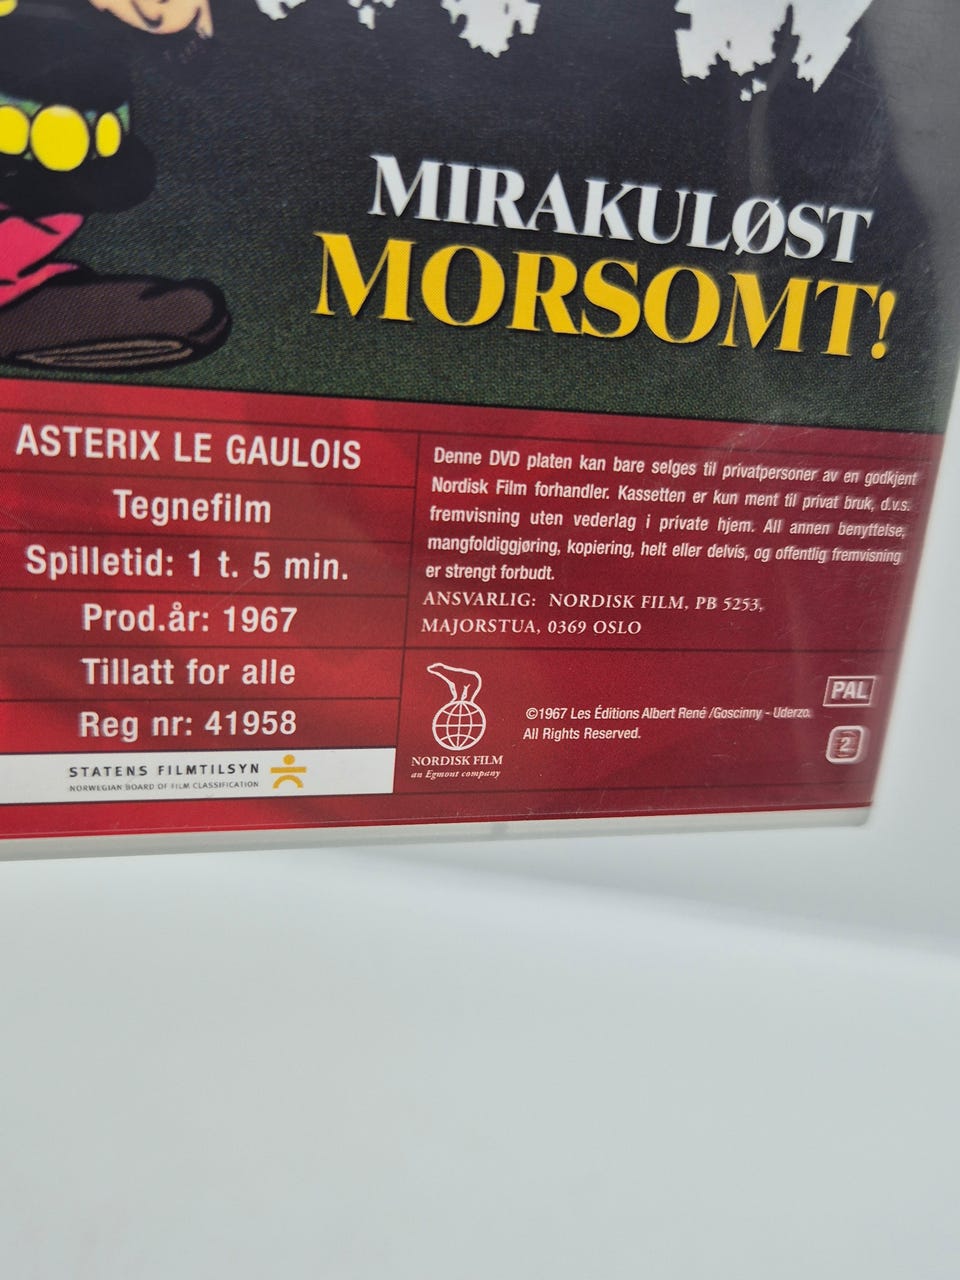 MIRAKULØST
MORSOMT!
ASTERIX LE GAULOIS
Tegnefilm
Spilletid: 1 t. 5 min.
Prod.år: 1967
Tillatt for alle
Reg nr: 41958
STATENS FILMTILSYN
NORWEGIAN BOARD OF FILM CLASSIFICATION
Denne DVD platen kan bare selges til privatpersoner av en godkjent
Nordisk Film forhandler. Kassetten er kun ment til privat bruk, d.v.s.
fremvisning uten vederlag i private hjem. All annen benyttelse,
mangfoldiggjøring, kopiering, helt eller delvis, og offentlig fremvisning
er strengt forbudt.
ANSVARLIG: NORDISK FILM, PB 5253,
MAJORSTUA, 0369 OSLO
NORDISK FILM
an Egmont company
©1967 Les Éditions Albert René /Goscinny - Uderzo.
All Rights Reserved.
PAL
2